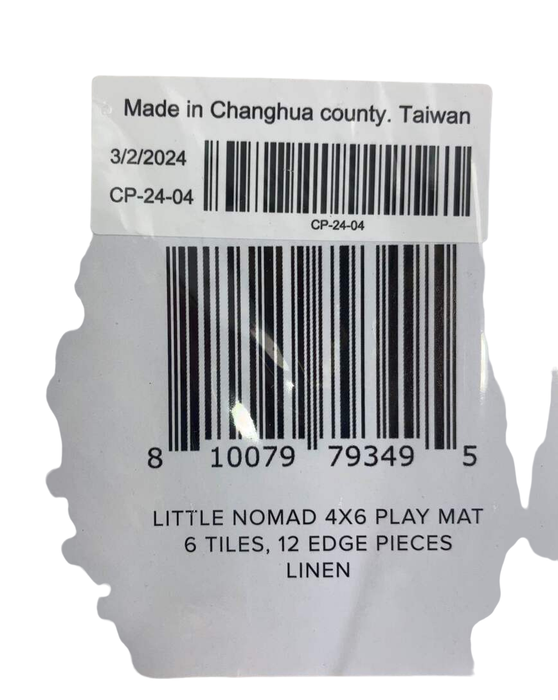 Made in Changhua county. Taiwan
3/2/2024
CP-24-04
CP-24-04
8 10079 79349 5
LITTLE NOMAD 4X6 PLAY MAT
6 TILES, 12 EDGE PIECES
LINEN